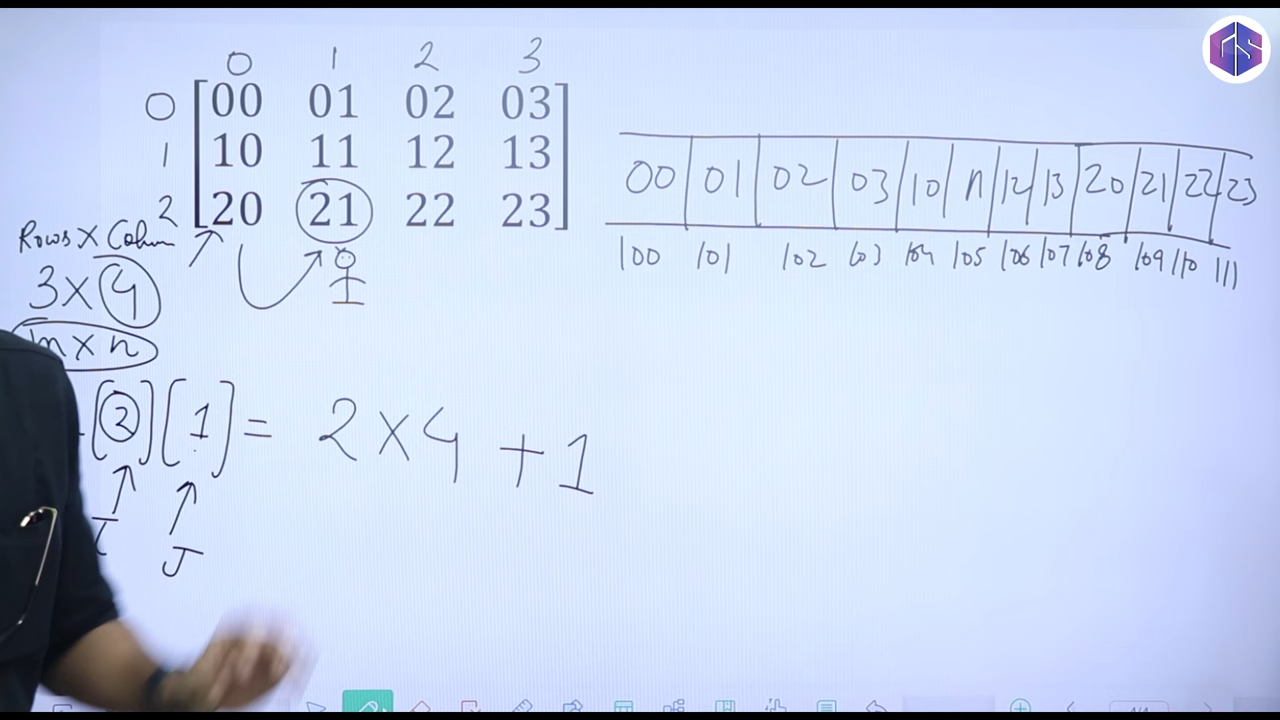 0 1 2 3
0 00 01 02 03
1 10 11 12 13
2 20 21 22 23
Rows X Column
3 X 4
m x n
[2][1] = 2 X 4 + 1
I
J
00 01 02 03 10 11 12 13 20 21 22 23
100 101 102 103 104 105 106 107 108 109 110 111